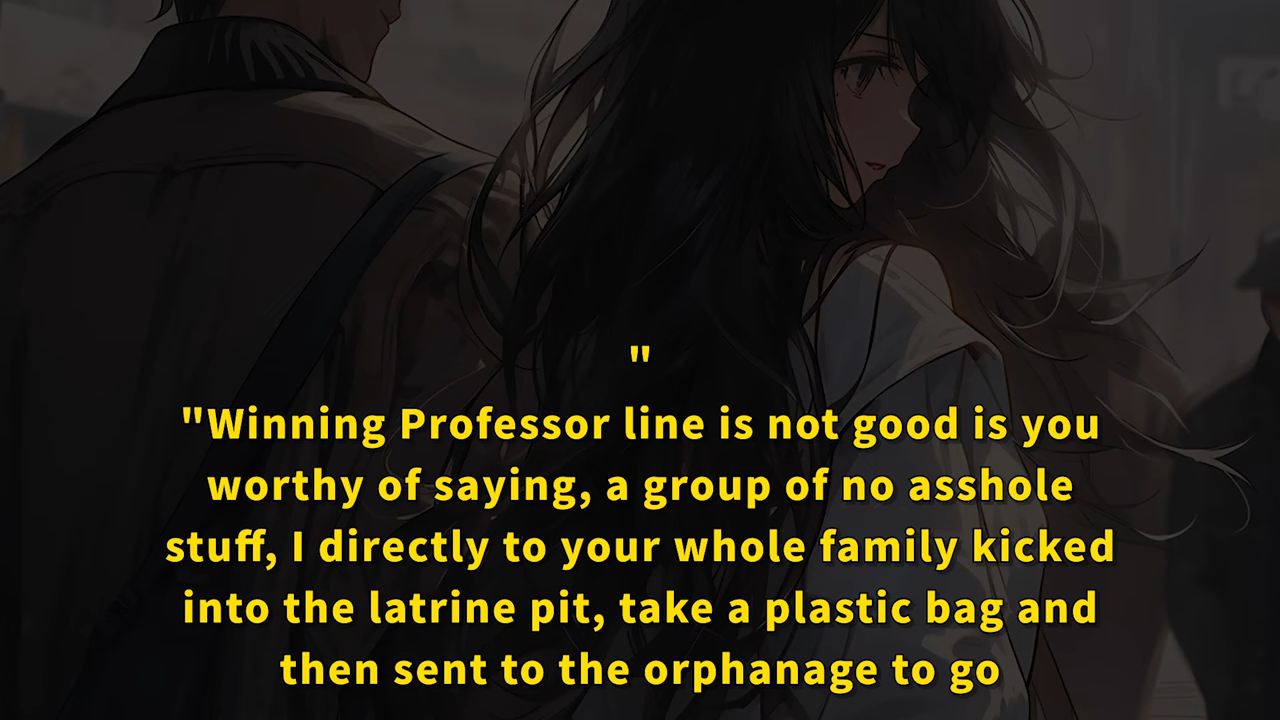 "
"Winning Professor line is not good is you
worthy of saying, a group of no asshole
stuff, I directly to your whole family kicked
into the latrine pit, take a plastic bag and
then sent to the orphanage to go